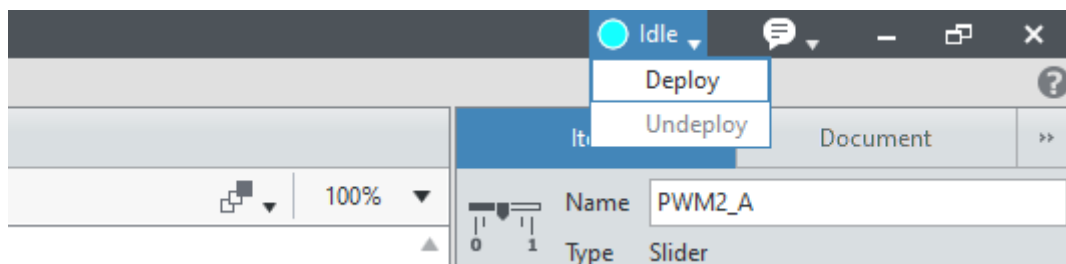 Idle
Deploy
Undeploy
Document
100%
Name PWM2_A
0 1
Type Slider